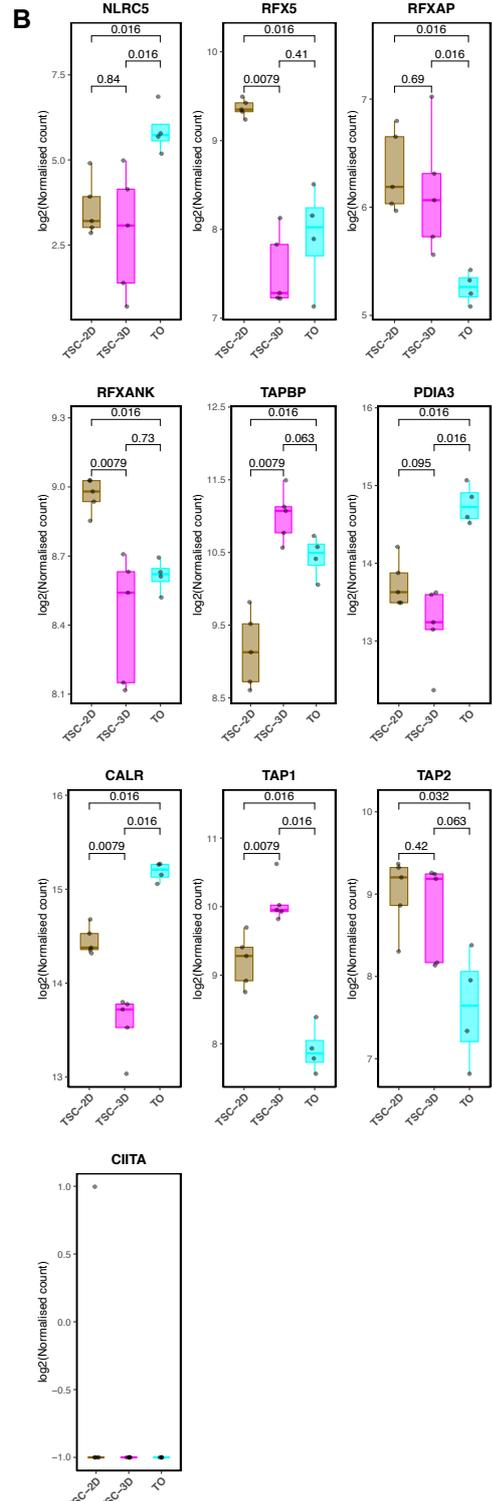 B
NLRC5
RFX5
RFXAP
0.016
0.016
0.84
7.5
5.0
2.5
log2(Normalised count)
TSC−2D
TSC−3D
TO
0.016
0.41
0.0079
10
9
8
7
log2(Normalised count)
TSC−2D
TSC−3D
TO
0.016
0.016
0.69
7
6
5
log2(Normalised count)
TSC−2D
TSC−3D
TO
RFXANK
TAPBP
PDIA3
0.016
0.73
0.0079
9.3
9.0
8.7
8.4
8.1
log2(Normalised count)
TSC−2D
TSC−3D
TO
0.016
0.063
0.0079
12.5
11.5
10.5
9.5
8.5
log2(Normalised count)
TSC−2D
TSC−3D
TO
0.016
0.016
0.095
16
15
14
13
log2(Normalised count)
TSC−2D
TSC−3D
TO
CALR
TAP1
TAP2
0.016
0.016
0.0079
16
15
14
13
log2(Normalised count)
TSC−2D
TSC−3D
TO
0.016
0.016
0.0079
11
10
9
8
log2(Normalised count)
TSC−2D
TSC−3D
TO
0.032
0.063
0.42
10
9
8
7
log2(Normalised count)
TSC−2D
TSC−3D
TO
CIITA
1.0
0.5
0.0
−0.5
−1.0
log2(Normalised count)
TSC−2D
TSC−3D
TO